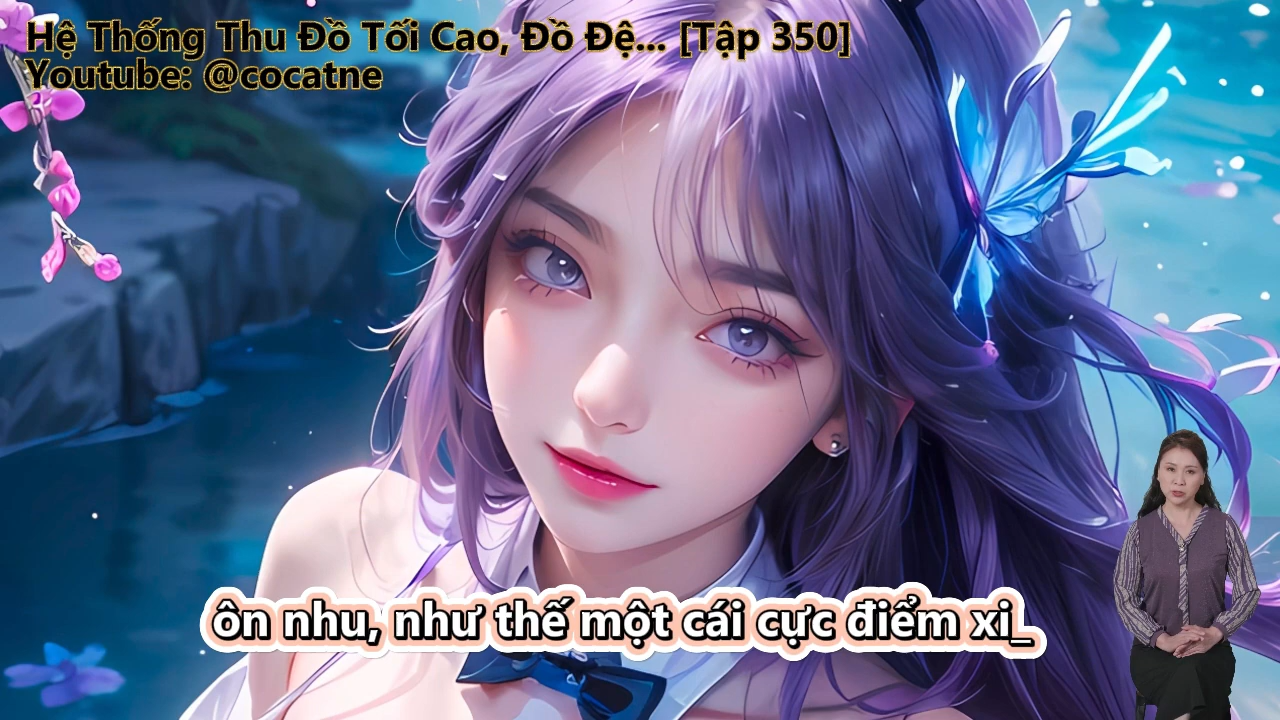 Hệ Thống Thu Đồ Tối Cao, Đồ Đệ... [Tập 350]
Youtube: @cocatne
ôn nhu, như thế một cái cực điểm xi_